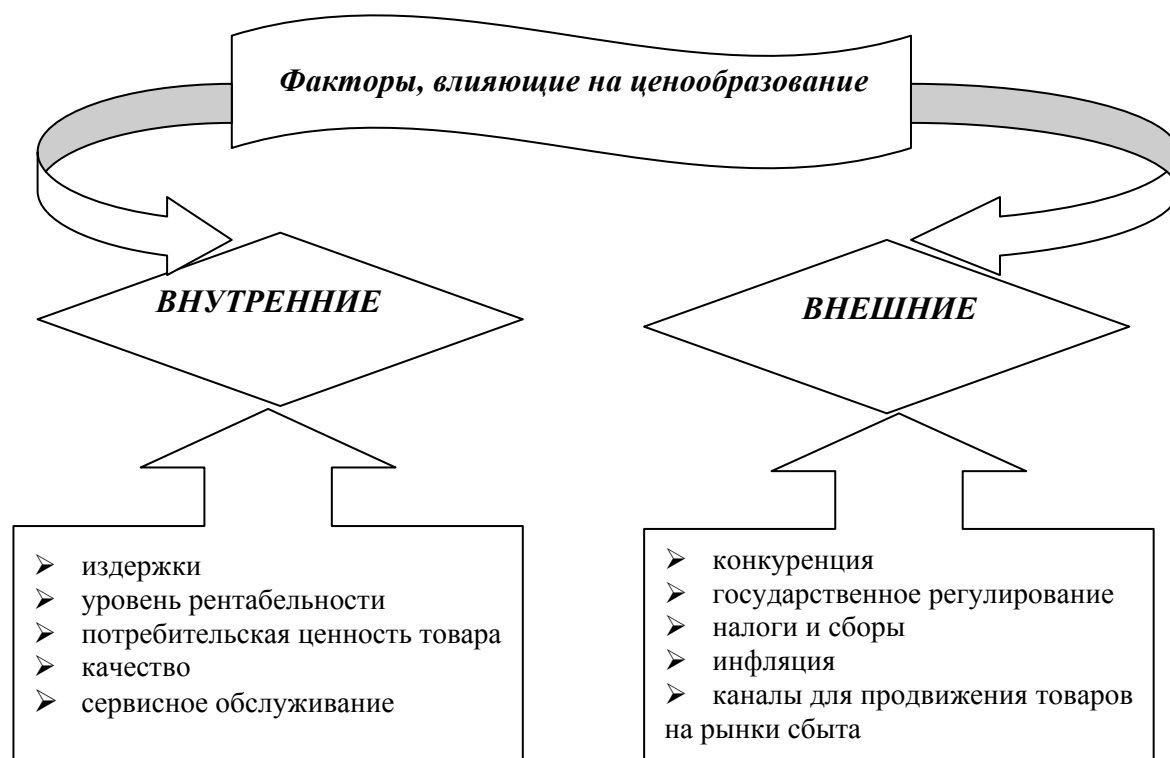 Факторы, влияющие на ценообразование
ВНУТРЕННИЕ
ВНЕШНИЕ
издержки
уровень рентабельности
потребительская ценность товара
качество
сервисное обслуживание
конкуренция
государственное регулирование
налоги и сборы
инфляция
каналы для продвижения товаров
на рынки сбыта